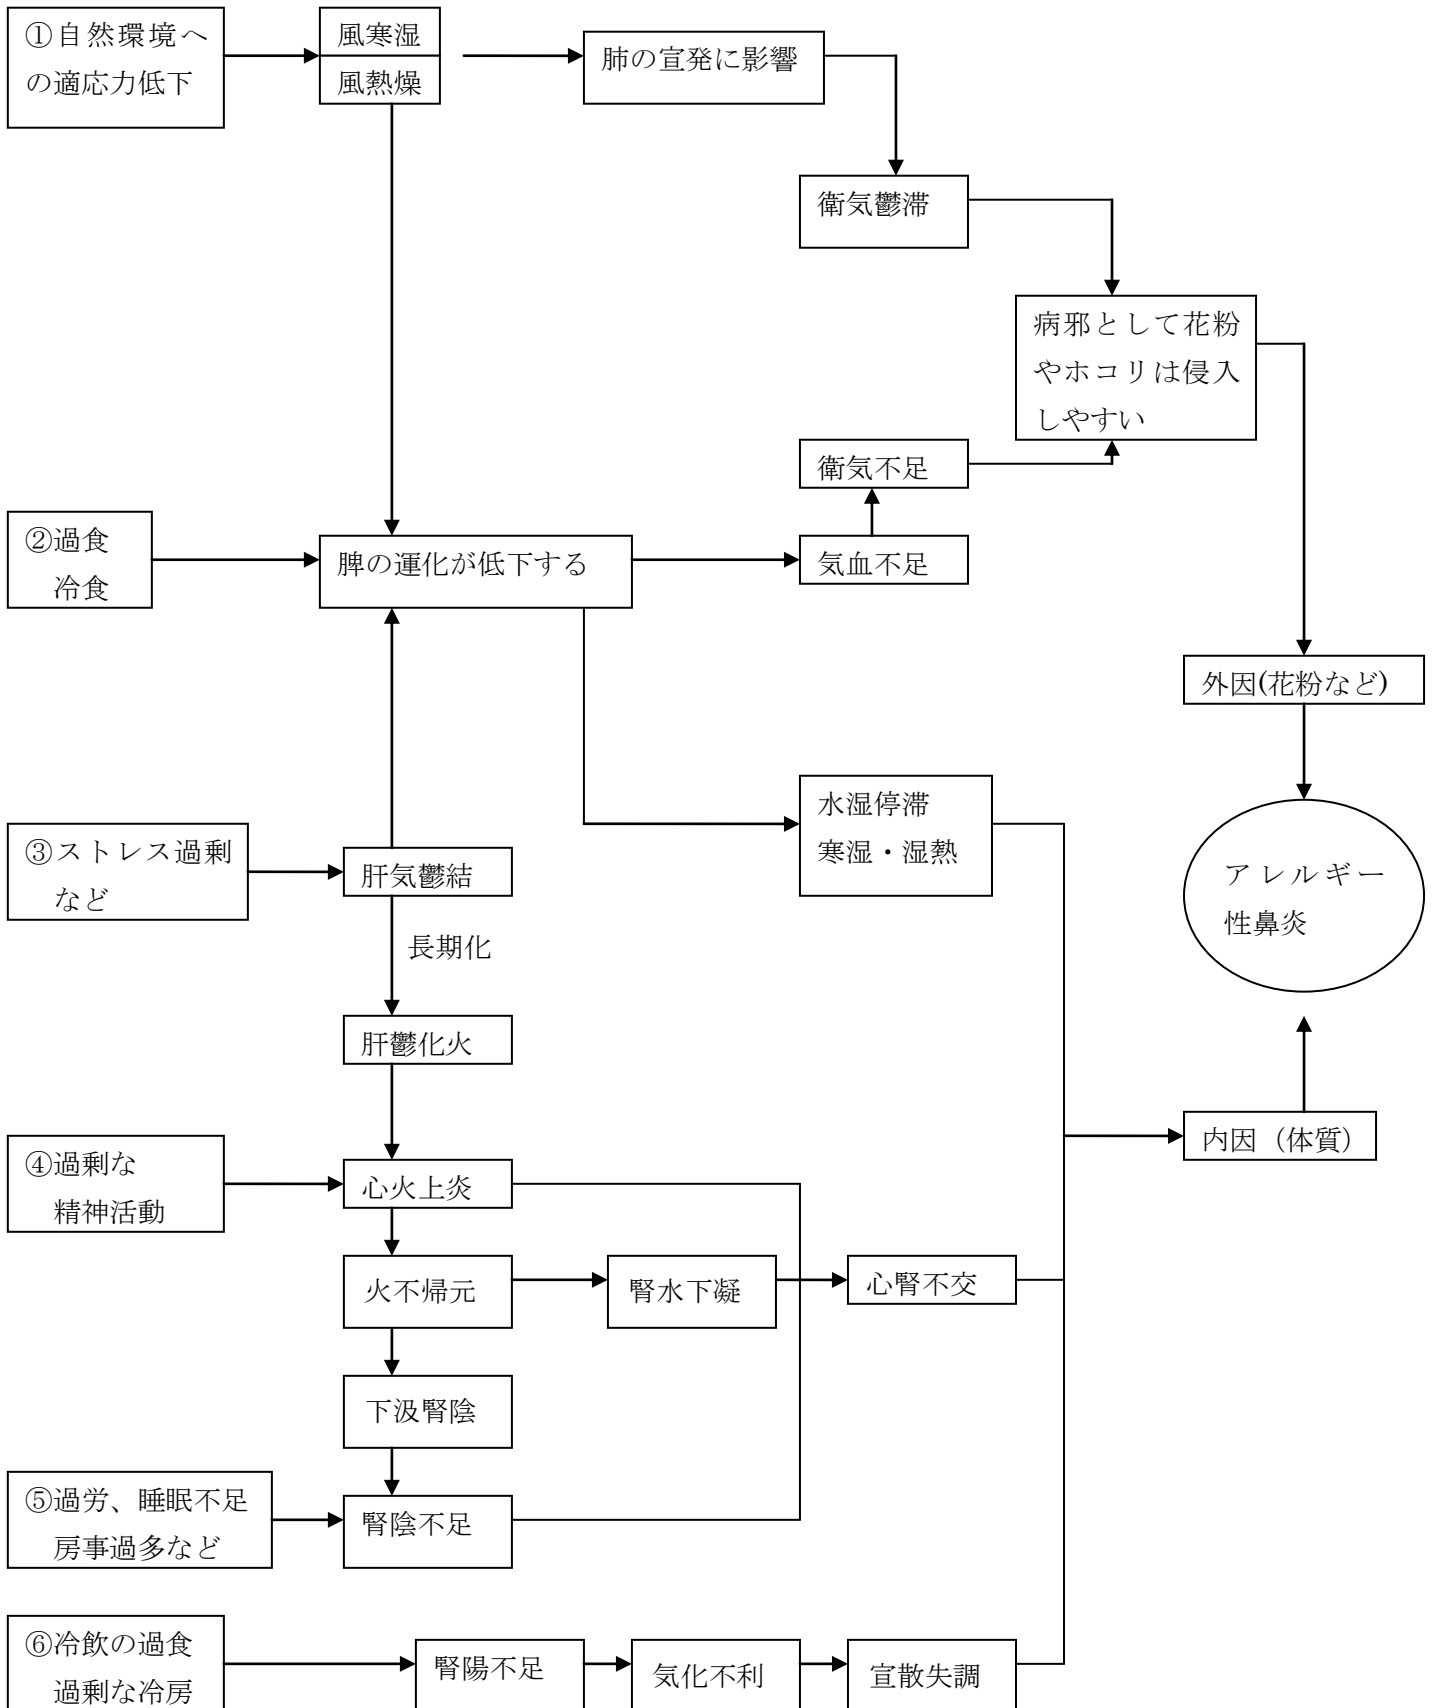 ①自然環境へ
の適応力低下
風寒湿
風熱燥
肺の宣発に影響
衛気鬱滞
病邪として花粉
やホコリは侵入
しやすい
衛気不足
②過食
冷食
脾の運化が低下する
気血不足
外因(花粉など)
水湿停滞
寒湿・湿熱
③ストレス過剰
など
肝気鬱結
アレルギー
性鼻炎
長期化
肝鬱化火
内因（体質）
④過剰な
精神活動
心火上炎
火不帰元
腎水下凝
心腎不交
下汲腎陰
⑤過労、睡眠不足
房事過多など
腎陰不足
⑥冷飲の過食
過剰な冷房
腎陽不足
気化不利
宣散失調